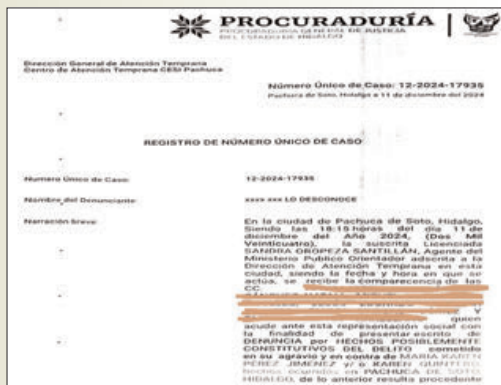 PROCURADURÍA
PROCURADURÍA GENERAL DE JUSTICIA
DEL ESTADO DE HIDALGO
Dirección General de Atención Temprana
Centro de Atención Temprana CESI Pachuca
Número Único de Caso: 12-2024-17935
Pachuca de Soto, Hidalgo a 11 de diciembre del 2024
REGISTRO DE NÚMERO ÚNICO DE CASO
Número Único de Caso: 12-2024-17935
Nombre del Denunciante: xxxx xxx LO DESCONOCE
Narración breve: En la ciudad de Pachuca de Soto, Hidalgo,
Siendo las 18:15 horas del día 11 de
diciembre del Año 2024, (Dos Mil
Veinticuatro), la suscrita Licenciada
SANDRA OROPEZA SANTILLÁN, Agente del
Ministerio Publico Orientador adscrita a la
Dirección de Atención Temprana en esta
ciudad, siendo la fecha y hora en que se
actúa, se recibe la comparecencia de las
CC.
Y
quien
acude ante esta representación social con
la finalidad de presentar escrito de
DENUNCIA por HECHOS POSIBLEMENTE
CONSTITUTIVOS DEL DELITO cometido
en su agravio y en contra de MARIA KAREN
PÉREZ JIMÉNEZ y/o KAREN QUINTERO,
hechos ocurridos en PACHUCA DE SOTO,
HIDALGO, de lo anterior resulta procedente